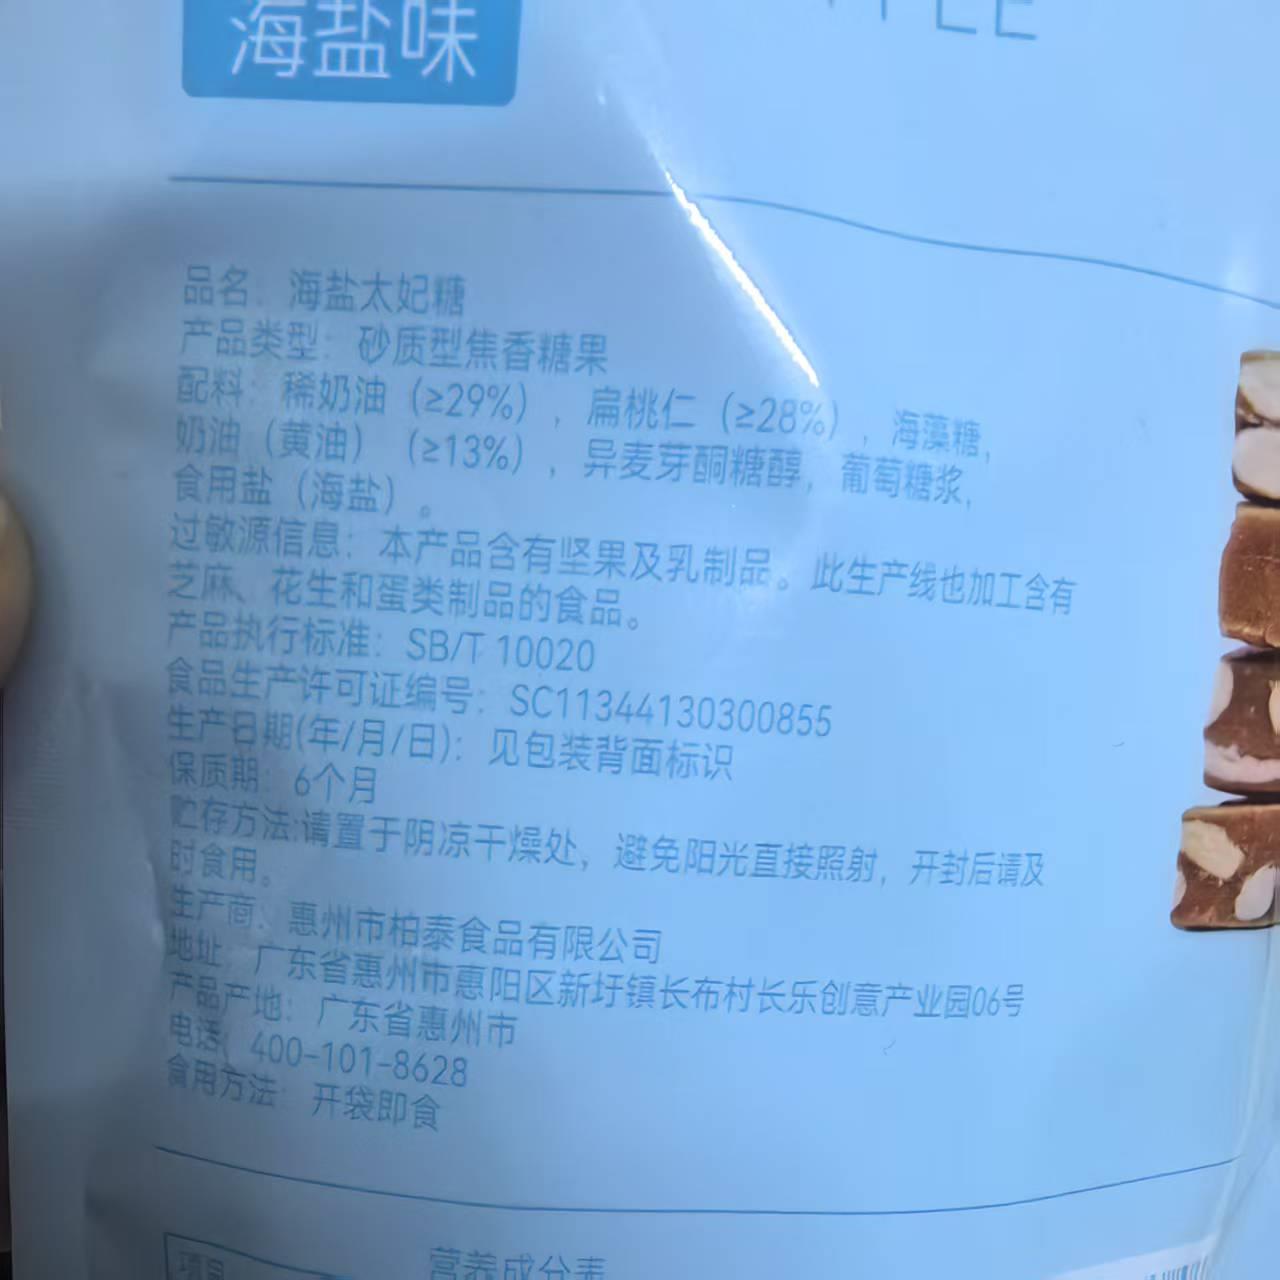 海盐味
品名：海盐太妃糖
产品类型：砂质型焦香糖果
配料：稀奶油（≥29%），扁桃仁（≥28%），海藻糖，
奶油（黄油）（≥13%），异麦芽酮糖醇，葡萄糖浆，
食用盐（海盐）。
过敏源信息：本产品含有坚果及乳制品。此生产线也加工含有
芝麻、花生和蛋类制品的食品。
产品执行标准：SB/T 10020
食品生产许可证编号：SC11344130300855
生产日期(年/月/日)：见包装背面标识
保质期：6个月
贮存方法:请置于阴凉干燥处，避免阳光直接照射，开封后请及
时食用。
生产商：惠州市柏泰食品有限公司
地址：广东省惠州市惠阳区新圩镇长布村长乐创意产业园06号
产品产地：广东省惠州市
电话：400-101-8628
食用方法：开袋即食
营养成分表
项目